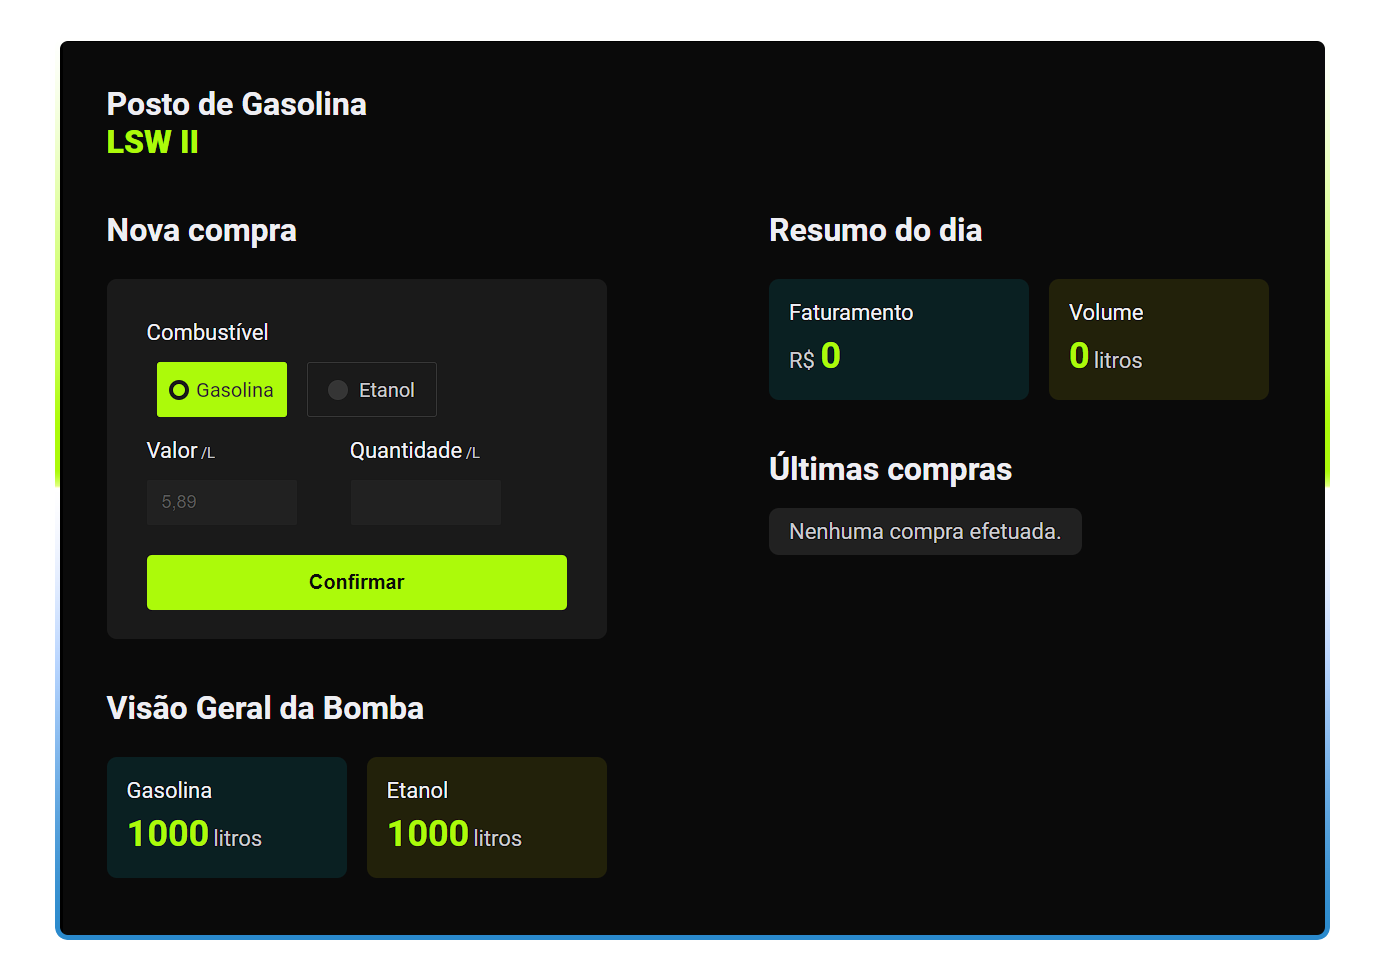 Posto de Gasolina
LSW II
Nova compra
Combustível
Gasolina Etanol
Valor /L Quantidade /L
5,89
Confirmar
Visão Geral da Bomba
Gasolina
1000 litros
Etanol
1000 litros
Resumo do dia
Faturamento
R$ 0
Volume
0 litros
Últimas compras
Nenhuma compra efetuada.